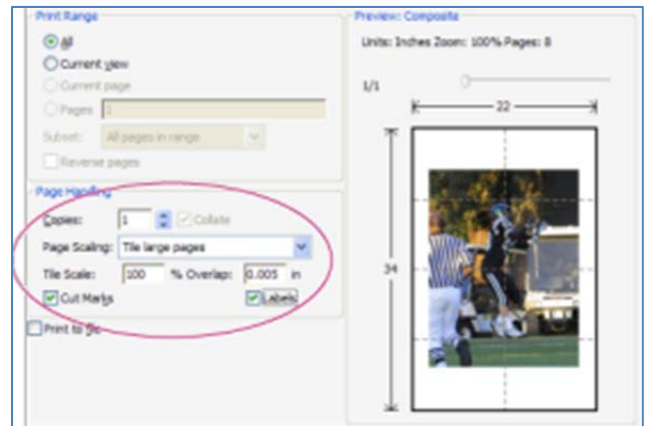 Print Range
All
Current view
Current page
Pages 1
Subset: All pages in range
Reverse pages
Page Handling
Copies: 1 Collate
Page Scaling: Tile large pages
Tile Scale: 100 % Overlap: 0.005 in
Cut Marks Labels
Print to file
Preview: Composite
Units: Inches Zoom: 100% Pages: 8
1/1
22
34